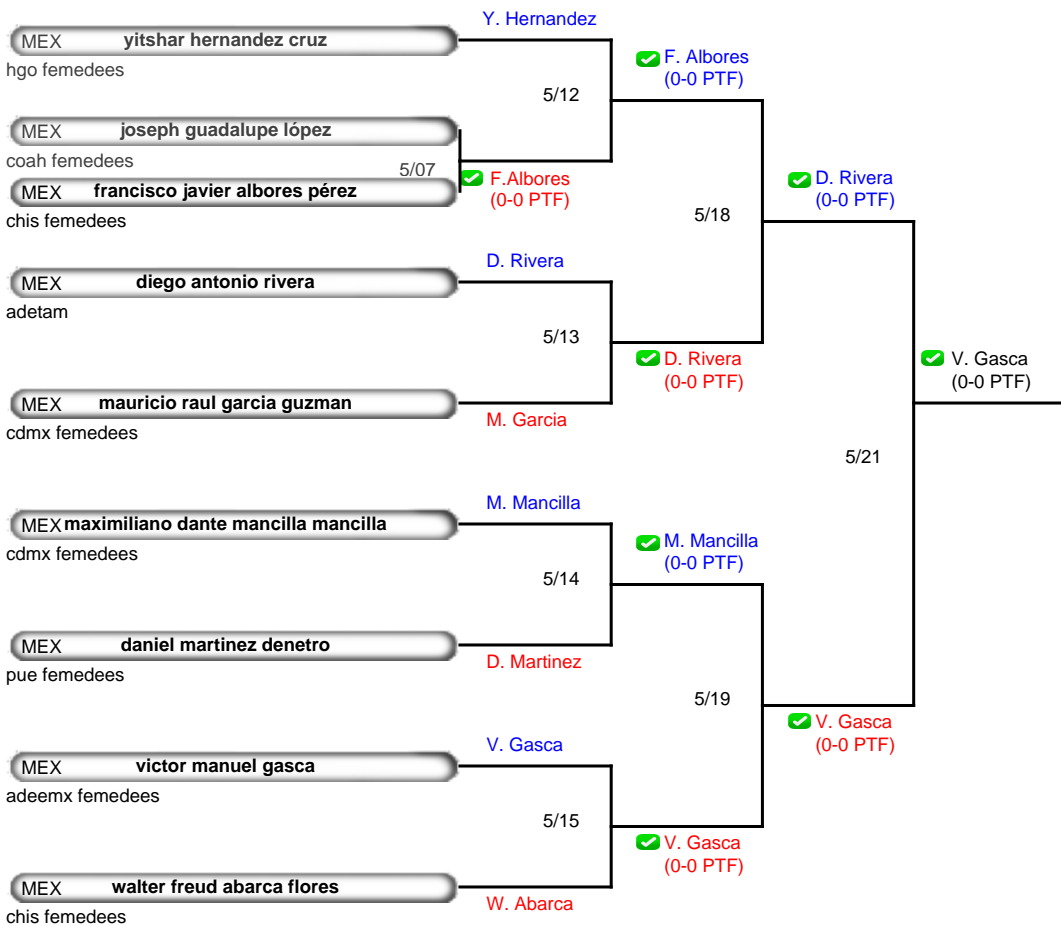 Y. Hernandez
MEX yitshar hernandez cruz
hgo femedees
F. Albores
(0-0 PTF)
5/12
MEX joseph guadalupe lópez
coah femedees
5/07
F.Albores
(0-0 PTF)
MEX francisco javier albores pérez
chis femedees
D. Rivera
(0-0 PTF)
5/18
D. Rivera
MEX diego antonio rivera
adetam
5/13
D. Rivera
(0-0 PTF)
V. Gasca
(0-0 PTF)
MEX mauricio raul garcia guzman
cdmx femedees
M. Garcia
5/21
M. Mancilla
MEX maximiliano dante mancilla mancilla
cdmx femedees
M. Mancilla
(0-0 PTF)
5/14
MEX daniel martinez denetro
pue femedees
D. Martinez
5/19
V. Gasca
(0-0 PTF)
V. Gasca
MEX victor manuel gasca
adeemx femedees
5/15
V. Gasca
(0-0 PTF)
MEX walter freud abarca flores
chis femedees
W. Abarca